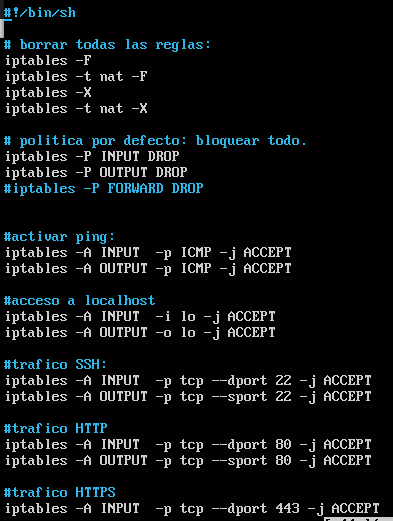 #!/bin/sh
# borrar todas las reglas:
iptables -F
iptables -t nat -F
iptables -X
iptables -t nat -X
# politica por defecto: bloquear todo.
iptables -P INPUT DROP
iptables -P OUTPUT DROP
#iptables -P FORWARD DROP
#activar ping:
iptables -A INPUT  -p ICMP -j ACCEPT
iptables -A OUTPUT -p ICMP -j ACCEPT
#acceso a localhost
iptables -A INPUT  -i lo -j ACCEPT
iptables -A OUTPUT -o lo -j ACCEPT
#trafico SSH:
iptables -A INPUT  -p tcp --dport 22 -j ACCEPT
iptables -A OUTPUT -p tcp --sport 22 -j ACCEPT
#trafico HTTP
iptables -A INPUT  -p tcp --dport 80 -j ACCEPT
iptables -A OUTPUT -p tcp --sport 80 -j ACCEPT
#trafico HTTPS
iptables -A INPUT  -p tcp --dport 443 -j ACCEPT